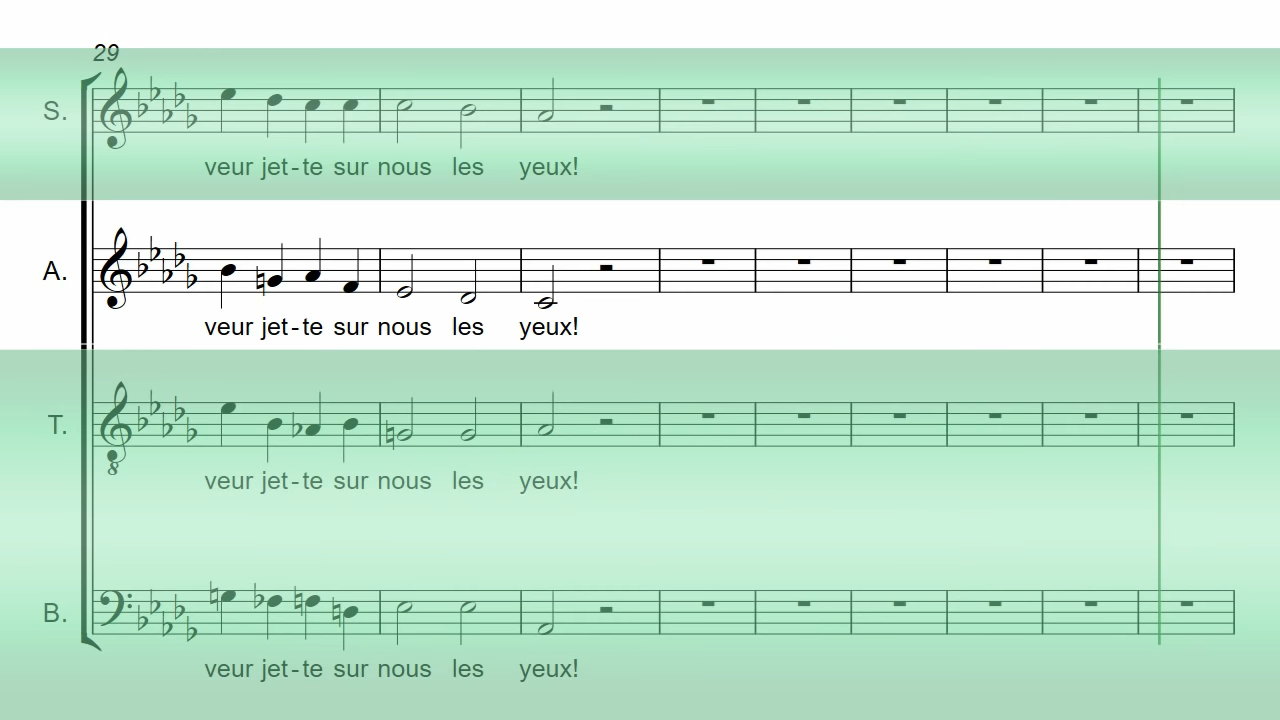 29
S.
veur jet-te sur nous les yeux!
A.
veur jet-te sur nous les yeux!
T.
8
veur jet-te sur nous les yeux!
B.
veur jet-te sur nous les yeux!